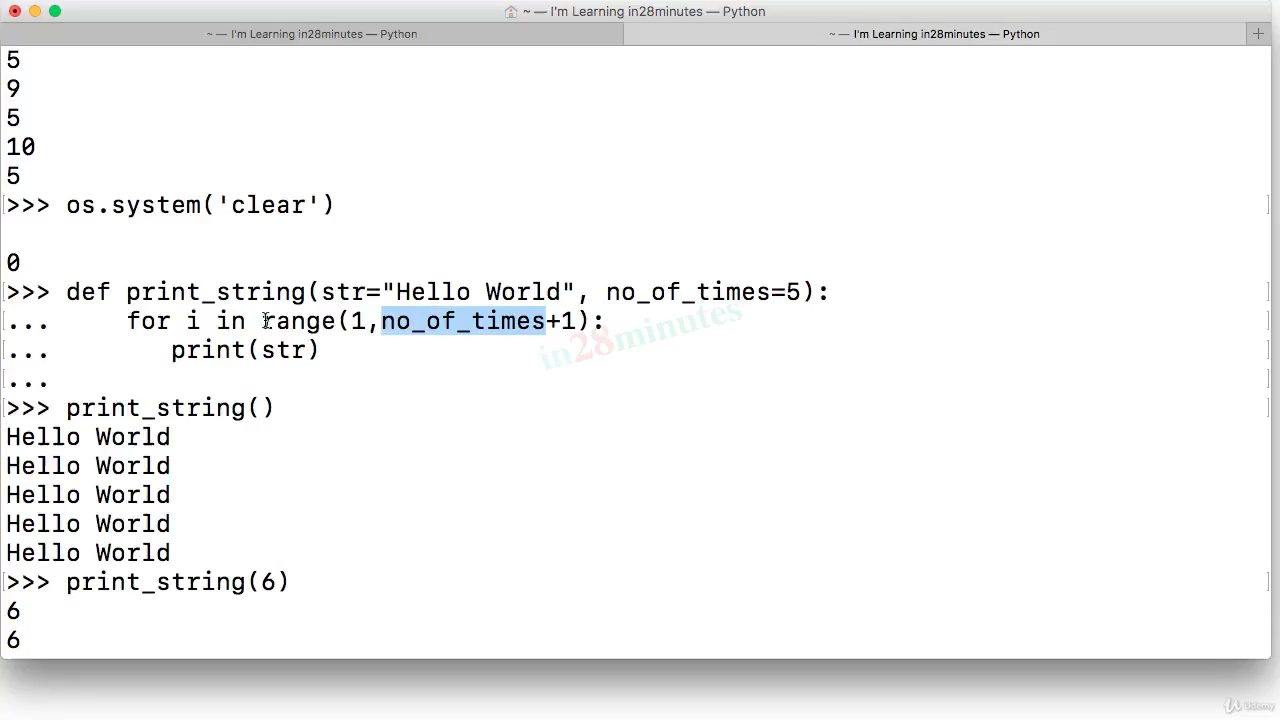 ~ — I'm Learning in28minutes — Python
~ — I'm Learning in28minutes — Python
~ — I'm Learning in28minutes — Python
5
9
5
10
5
>>> os.system('clear')
0
>>> def print_string(str="Hello World", no_of_times=5):
...     for i in range(1,no_of_times+1):
...        print(str)
...
>>> print_string()
Hello World
Hello World
Hello World
Hello World
Hello World
>>> print_string(6)
6
6
in28minutes
Udemy